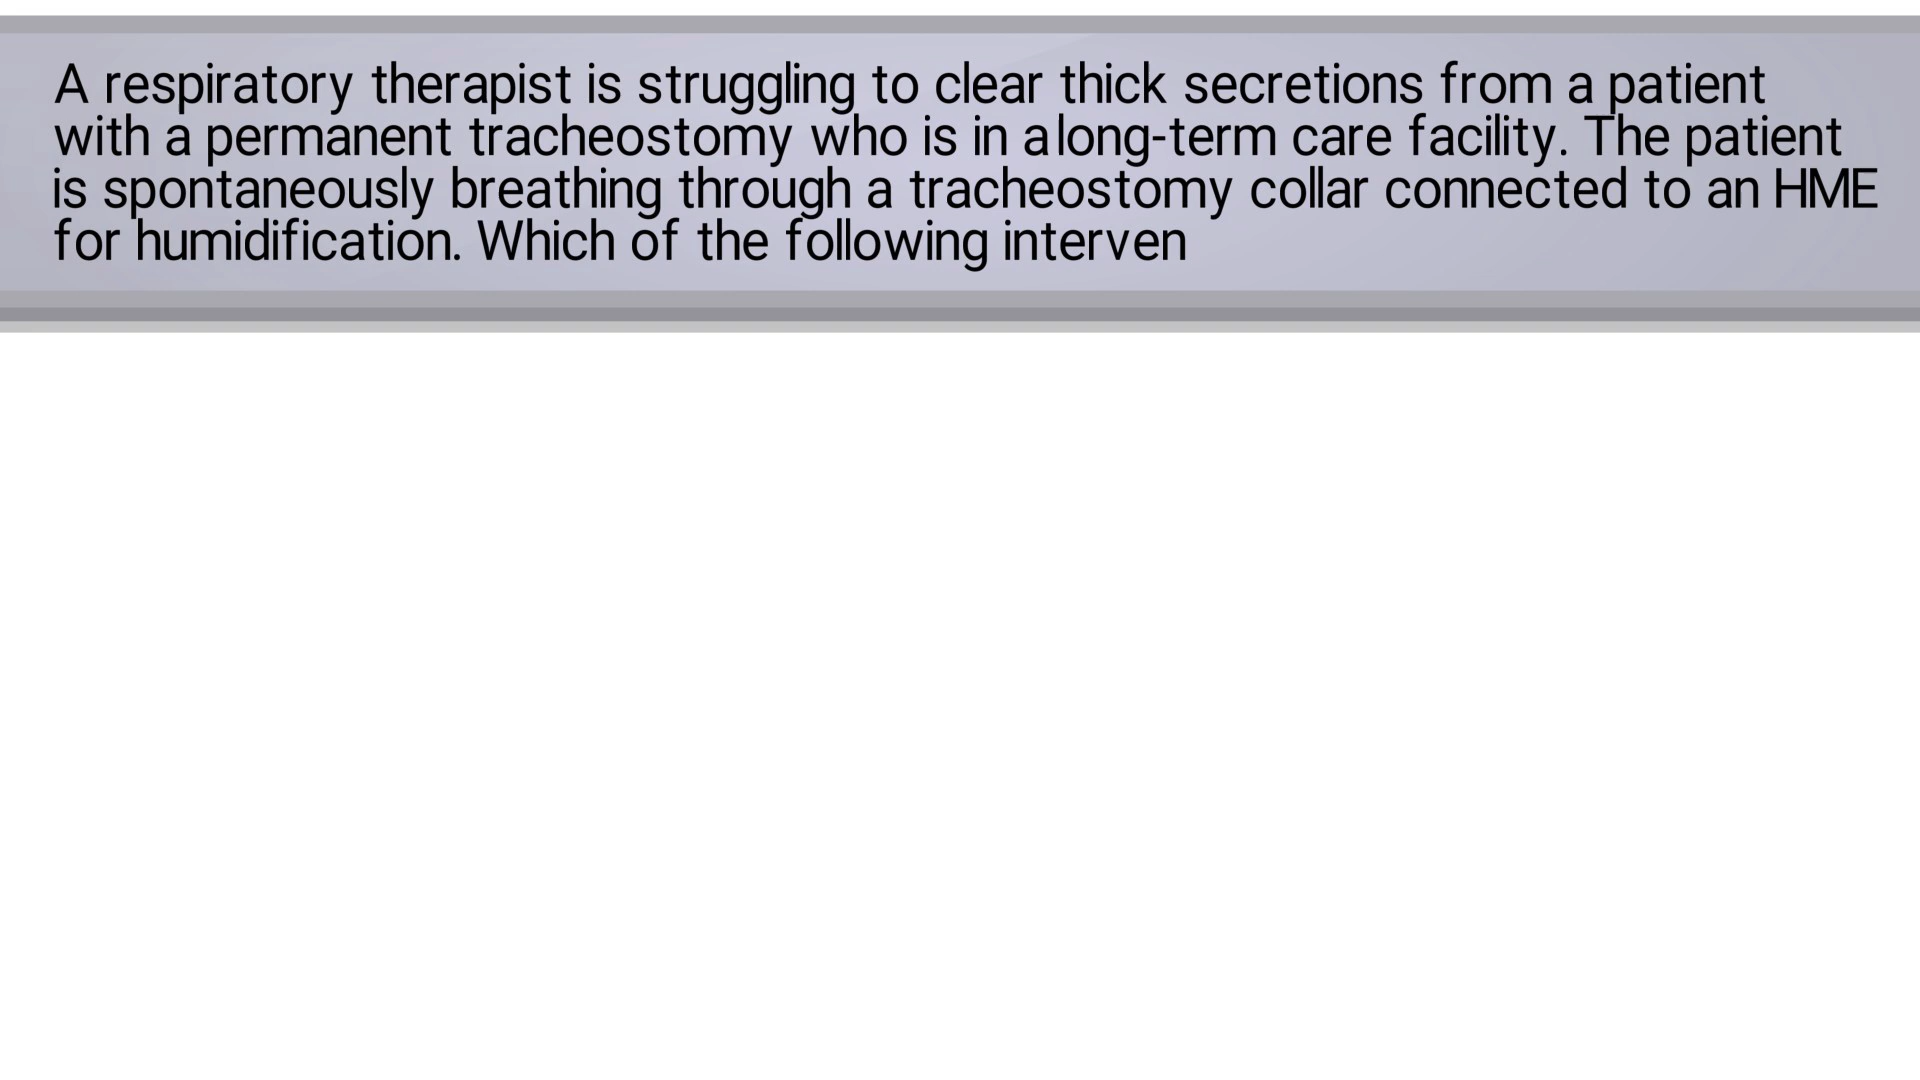 A respiratory therapist is struggling to clear thick secretions from a patient
with a permanent tracheostomy who is in a long-term care facility. The patient
is spontaneously breathing through a tracheostomy collar connected to an HME
for humidification. Which of the following interven